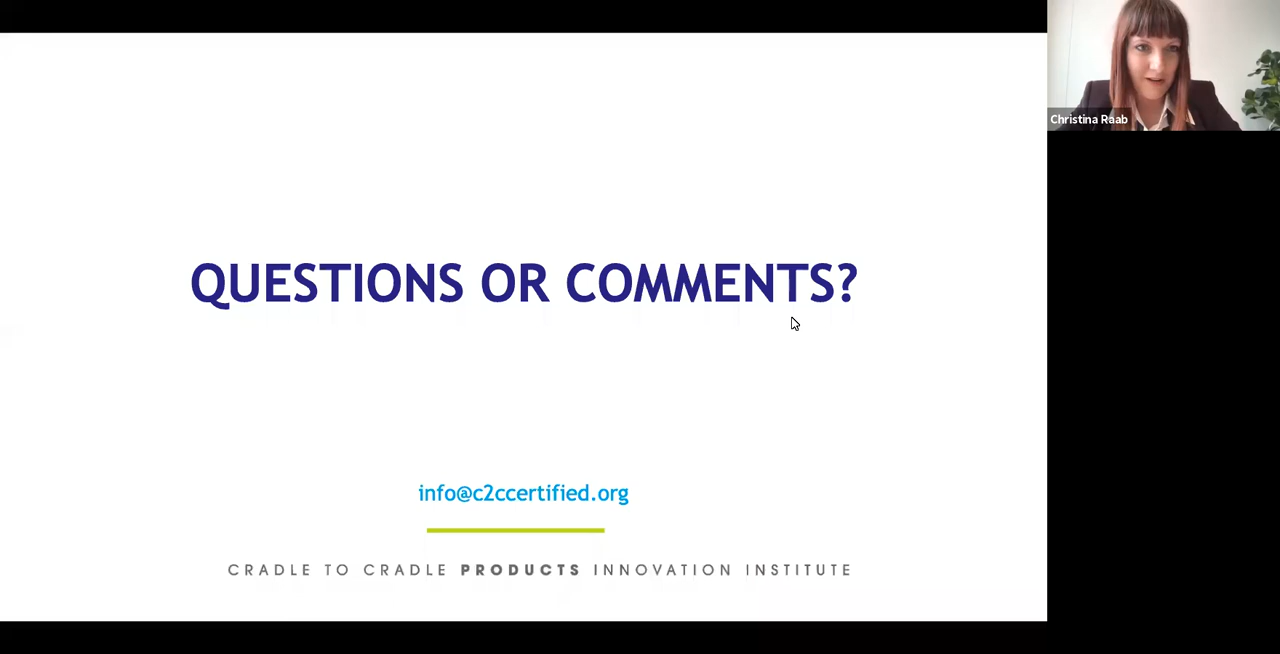 Christina Raab
QUESTIONS OR COMMENTS?
info@c2ccertified.org
CRADLE TO CRADLE PRODUCTS INNOVATION INSTITUTE